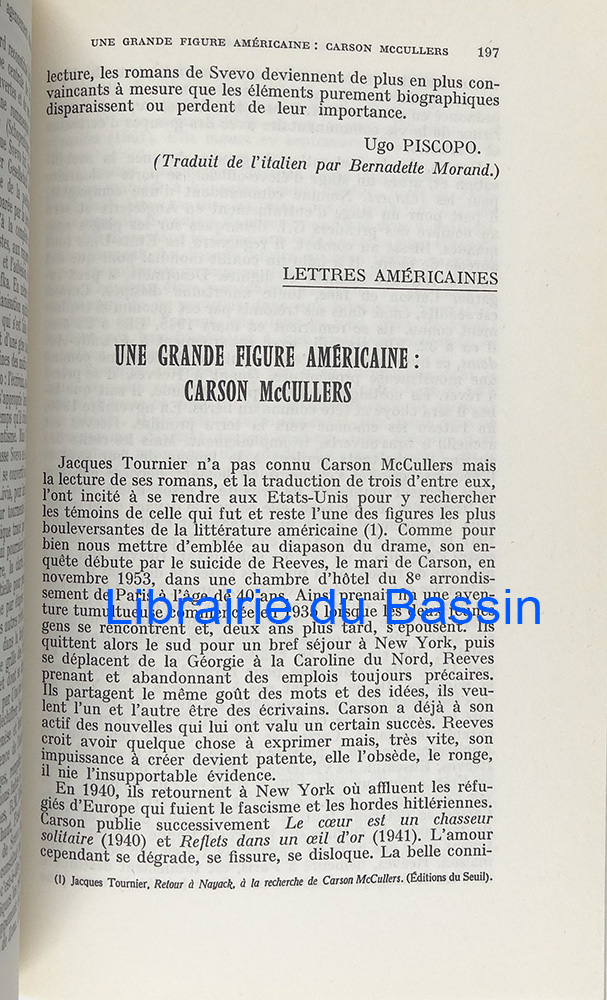 UNE GRANDE FIGURE AMÉRICAINE : CARSON MCCULLERS 197
lecture, les romans de Svevo deviennent de plus en plus con-
vaincants à mesure que les éléments purement biographiques
disparaissent ou perdent de leur importance.
Ugo PISCOPO.
(Traduit de l'italien par Bernadette Morand.)
LETTRES AMÉRICAINES
UNE GRANDE FIGURE AMÉRICAINE :
CARSON McCULLERS
Jacques Tournier n'a pas connu Carson McCullers mais
la lecture de ses romans, et la traduction de trois d'entre eux,
l'ont incité à se rendre aux Etats-Unis pour y rechercher
les témoins de celle qui fut et reste l'une des figures les plus
bouleversantes de la littérature américaine (1). Comme pour
bien nous mettre d'emblée au diapason du drame, son en-
quête débute par le suicide de Reeves, le mari de Carson, en
novembre 1953, dans une chambre d'hôtel du 8e arrondis-
sement de Paris à l'âge de 40 ans. Ainsi prenait fin une aven-
ture tumultueuse commencée en lorsque les deux jeunes
Librairie du Bassin
gens se rencontrent et, deux ans plus tard, s'épousent. Ils
quittent alors le sud pour un bref séjour à New York, puis
se déplacent de la Géorgie à la Caroline du Nord, Reeves
prenant et abandonnant des emplois toujours précaires.
Ils partagent le même goût des mots et des idées, ils veu-
lent l'un et l'autre être des écrivains. Carson a déjà à son
actif des nouvelles qui lui ont valu un certain succès. Reeves
croit avoir quelque chose à exprimer mais, très vite, son
impuissance à créer devient patente, elle l'obsède, le ronge,
il nie l'insupportable évidence.
En 1940, ils retournent à New York où affluent les réfu-
giés d'Europe qui fuient le fascisme et les hordes hitlériennes.
Carson publie successivement Le cœur est un chasseur
solitaire (1940) et Reflets dans un œil d'or (1941). L'amour
cependant se dégrade, se fissure, se disloque. La belle conni-
(1) Jacques Tournier, Retour à Nayack, à la recherche de Carson McCullers. (Éditions du Seuil).